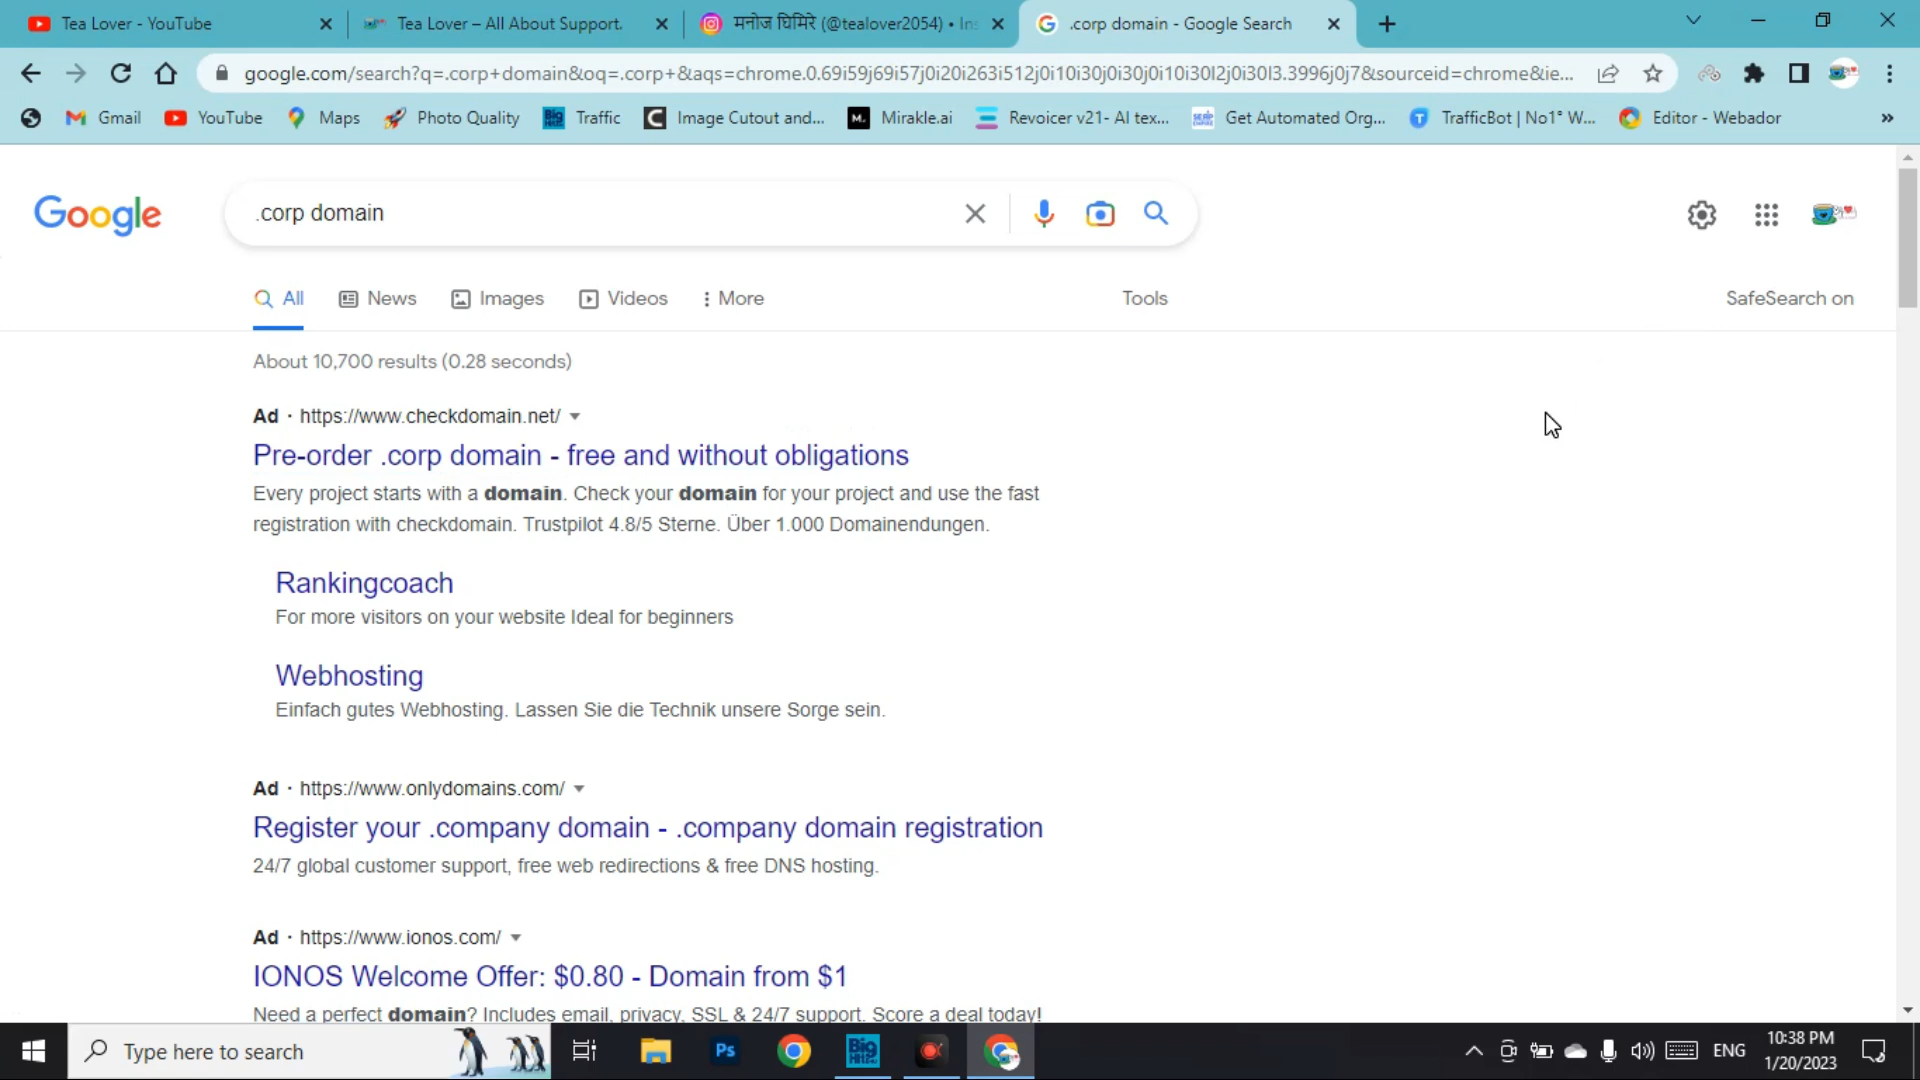 Tea Lover - YouTube
Tea Lover – All About Support.
मनोज घिमिरे (@tealover2054) • Ins
.corp domain - Google Search
google.com/search?q=.corp+domain&oq=.corp+&aqs=chrome.0.69i59j69i57j0i20i263i512j0i10i30j0i30j0i10i30l2j0i30l3.3996j0j7&sourceid=chrome&ie...
Gmail
YouTube
Maps
Photo Quality
Big Hits
Traffic
Image Cutout and...
M.
Mirakle.ai
Revoicer v21- AI tex...
Get Automated Org...
T
TrafficBot | No1° W...
Editor - Webador
»
Google
.corp domain
All
News
Images
Videos
More
Tools
SafeSearch on
About 10,700 results (0.28 seconds)
Ad · https://www.checkdomain.net/
Pre-order .corp domain - free and without obligations
Every project starts with a domain. Check your domain for your project and use the fast
registration with checkdomain. Trustpilot 4.8/5 Sterne. Über 1.000 Domainendungen.
Rankingcoach
For more visitors on your website Ideal for beginners
Webhosting
Einfach gutes Webhosting. Lassen Sie die Technik unsere Sorge sein.
Ad · https://www.onlydomains.com/
Register your .company domain - .company domain registration
24/7 global customer support, free web redirections & free DNS hosting.
Ad · https://www.ionos.com/
IONOS Welcome Offer: $0.80 - Domain from $1
Need a perfect domain? Includes email, privacy, SSL & 24/7 support. Score a deal today!
Type here to search
Ps
Big
ENG
10:38 PM
1/20/2023